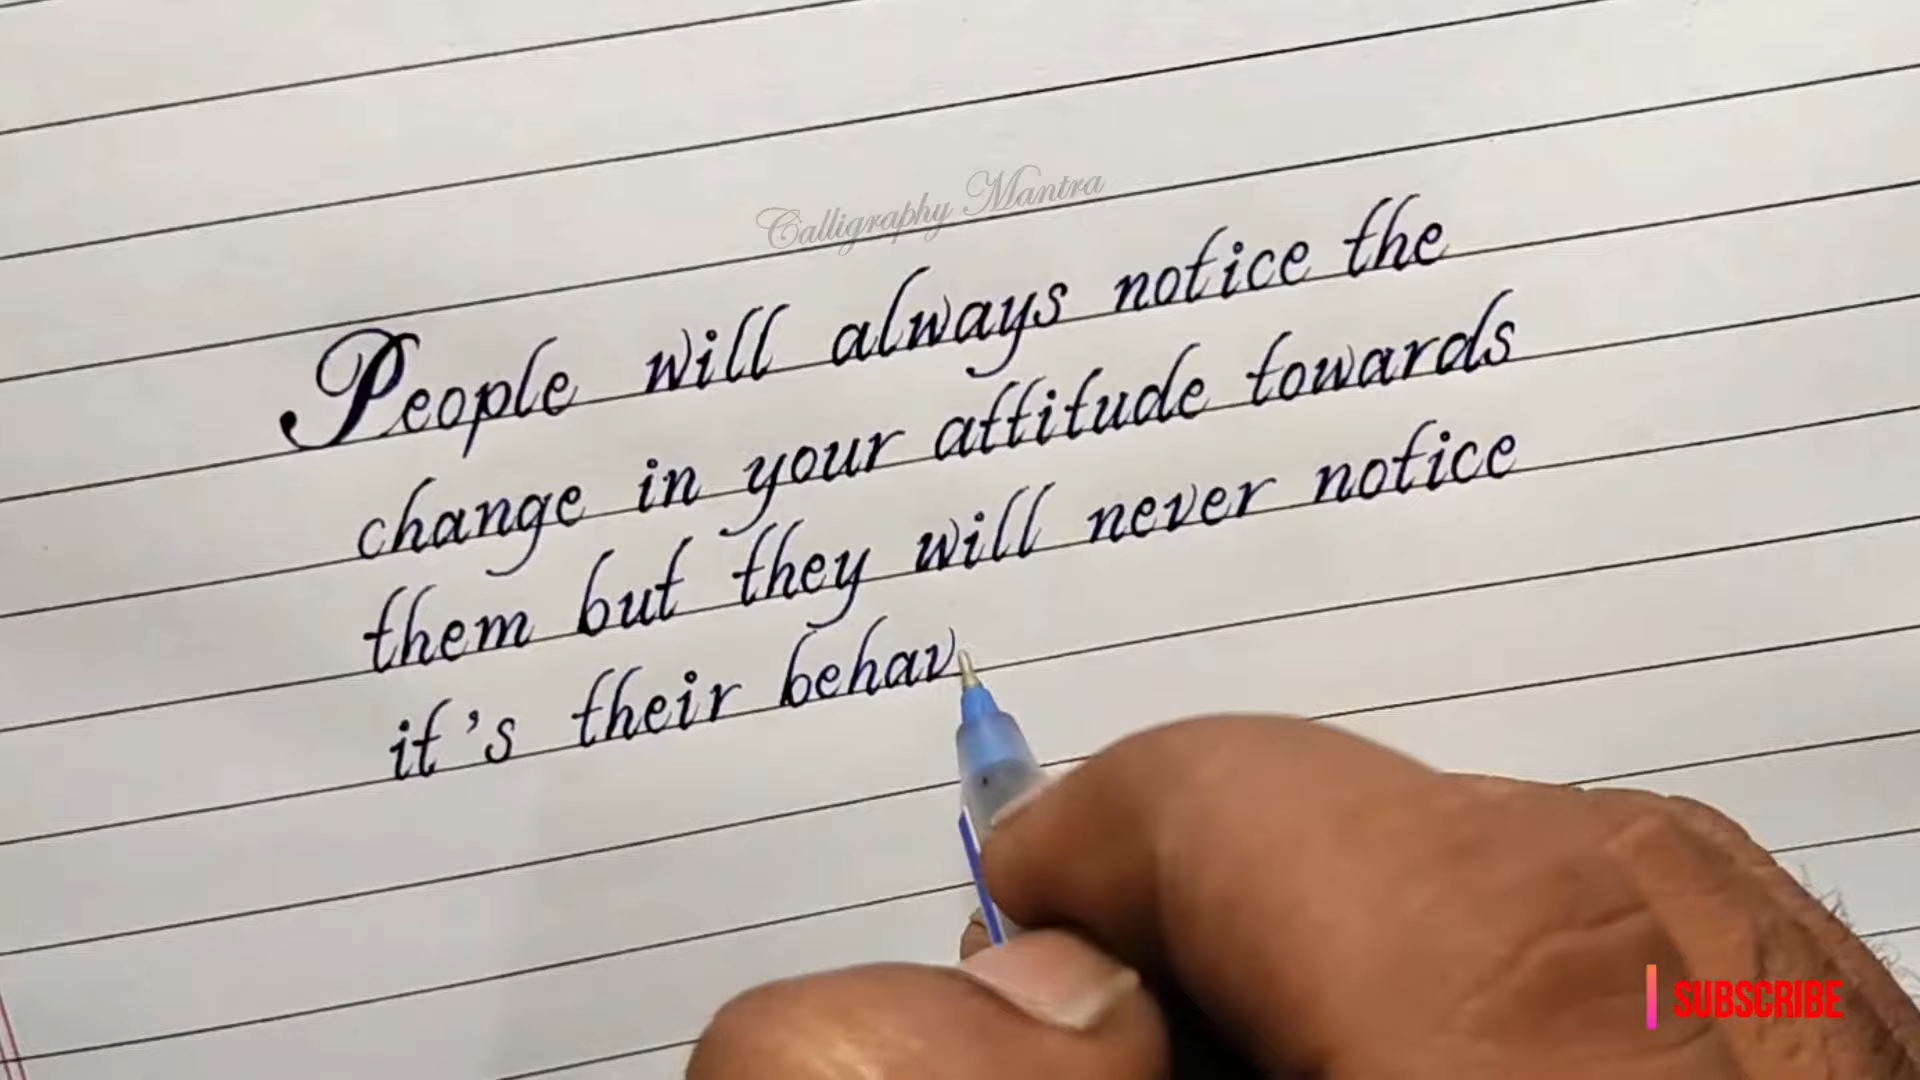 Calligraphy Mantra
People will always notice the
change in your attitude towards
them but they will never notice
it's their behav
SUBSCRIBE